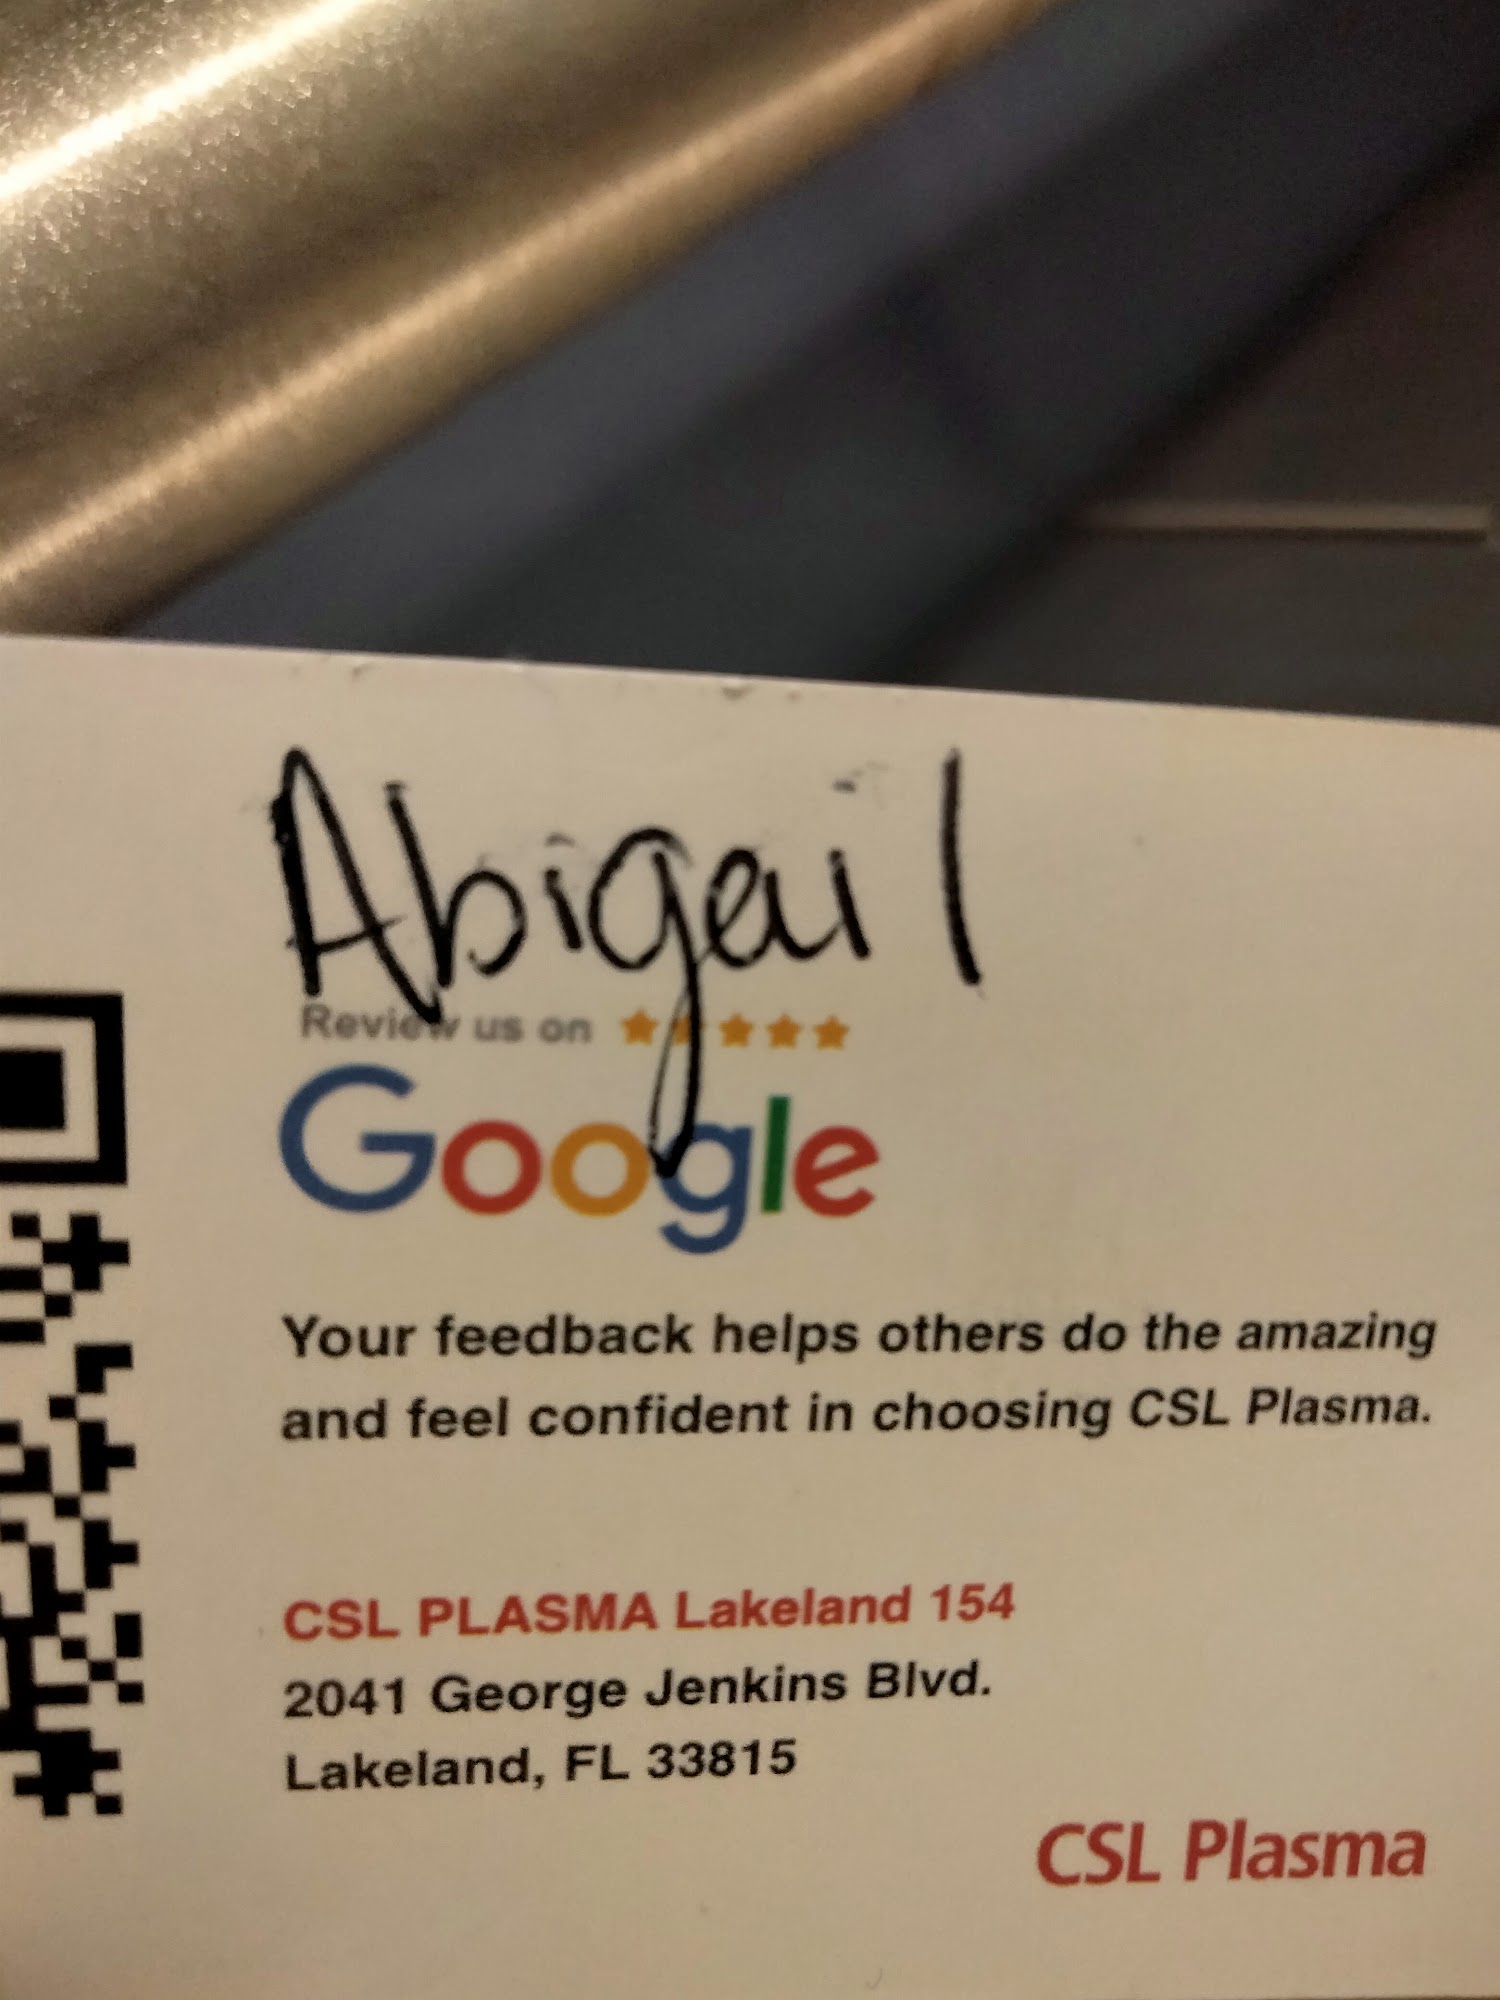 Abigail
Review us on
Google
Your feedback helps others do the amazing
and feel confident in choosing CSL Plasma.
CSL PLASMA Lakeland 154
2041 George Jenkins Blvd.
Lakeland, FL 33815
CSL Plasma